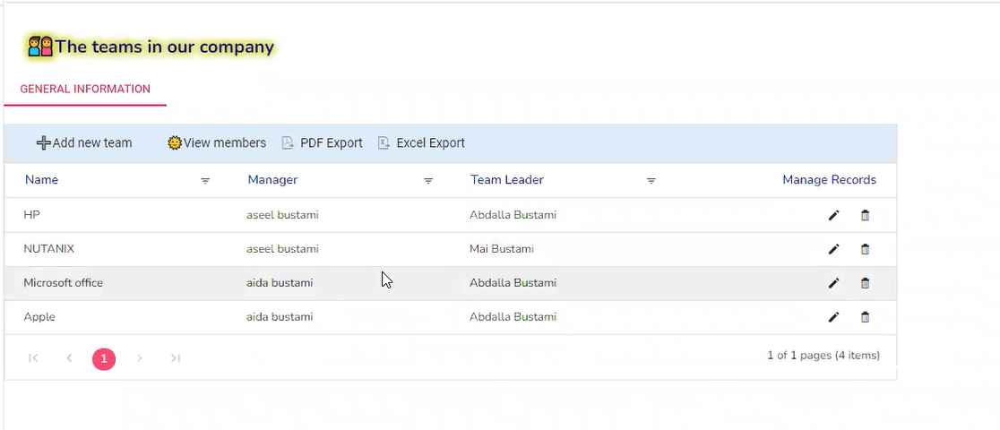 The teams in our company
GENERAL INFORMATION
Add new team View members PDF Export Excel Export
Name Manager Team Leader Manage Records
HP aseel bustami Abdalla Bustami
NUTANIX aseel bustami Mai Bustami
Microsoft office aida bustami Abdalla Bustami
Apple aida bustami Abdalla Bustami
1 1 of 1 pages (4 items)